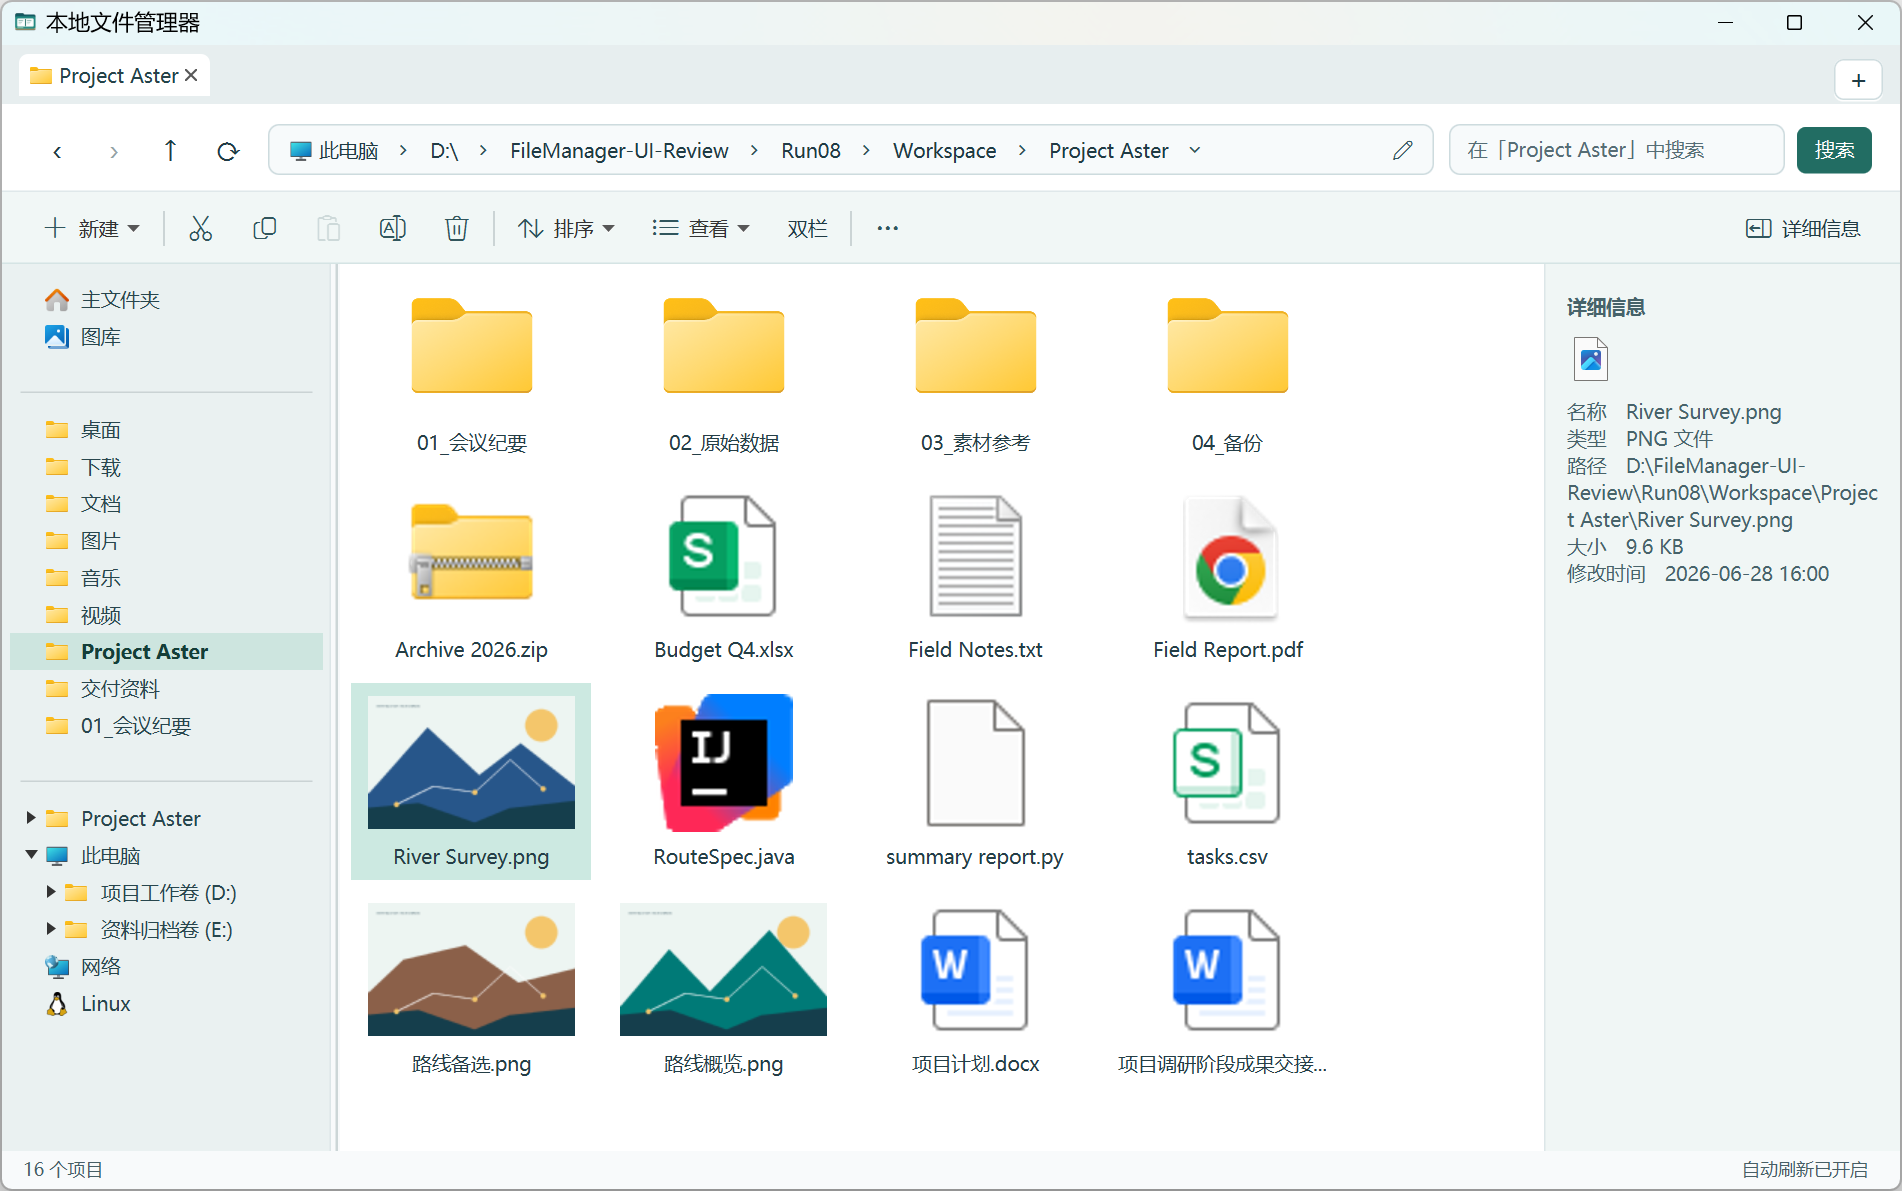 本地文件管理器
Project Aster
此电脑 D:\ FileManager-UI-Review Run08 Workspace Project Aster
在「Project Aster」中搜索
搜索
新建
排序
查看
双栏
详细信息
主文件夹
图库
桌面
下载
文档
图片
音乐
视频
Project Aster
交付资料
01_会议纪要
Project Aster
此电脑
项目工作卷 (D:)
资料归档卷 (E:)
网络
Linux
01_会议纪要
02_原始数据
03_素材参考
04_备份
Archive 2026.zip
Budget Q4.xlsx
Field Notes.txt
Field Report.pdf
River Survey.png
RouteSpec.java
summary report.py
tasks.csv
路线备选.png
路线概览.png
项目计划.docx
项目调研阶段成果交接...
详细信息
名称 River Survey.png
类型 PNG 文件
路径 D:\FileManager-UI-
Review\Run08\Workspace\Projec
t Aster\River Survey.png
大小 9.6 KB
修改时间 2026-06-28 16:00
16 个项目
自动刷新已开启